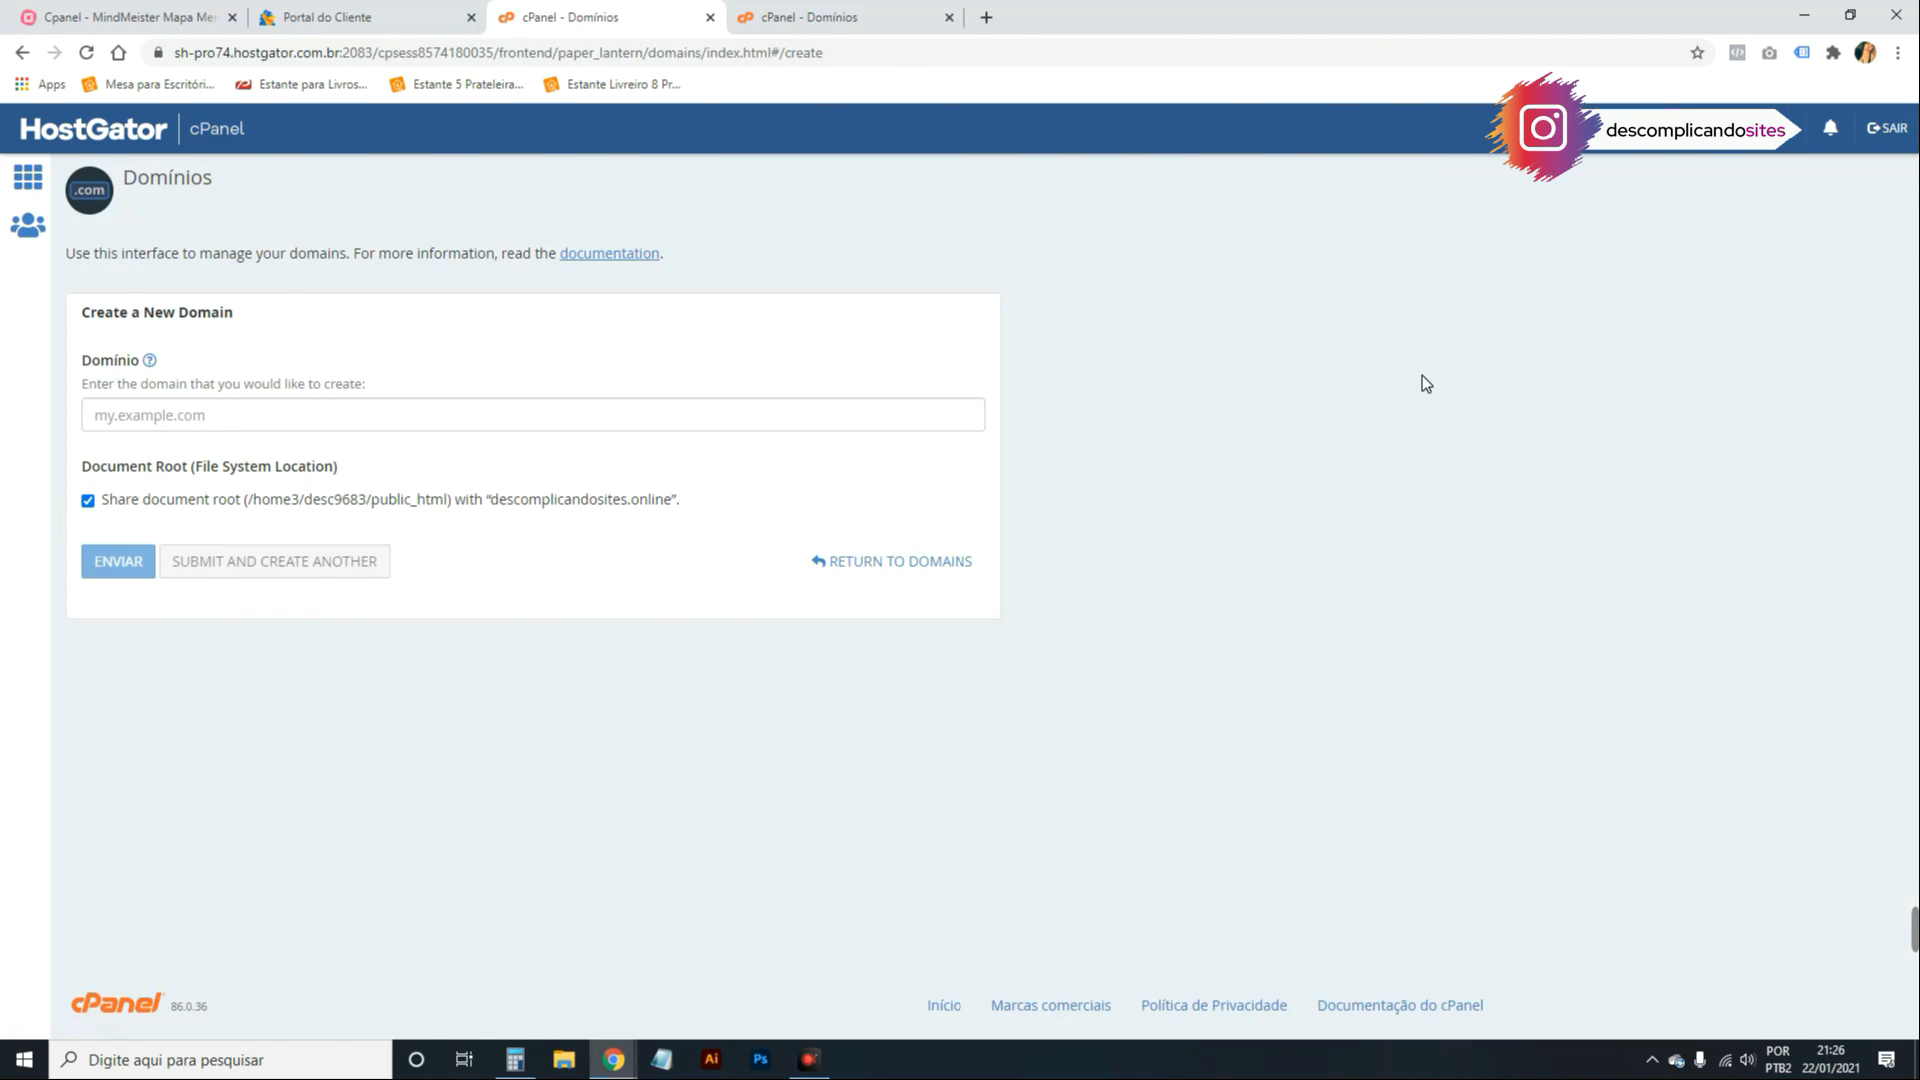 Cpanel - MindMeister Mapa Me
Portal do Cliente
cPanel - Domínios
cPanel - Domínios
sh-pro74.hostgator.com.br:2083/cpsess8574180035/frontend/paper_lantern/domains/index.html#/create
Apps
Mesa para Escritóri...
Estante para Livros...
Estante 5 Prateleira...
Estante Livreiro 8 Pr...
HostGator
cPanel
descomplicandosites
SAIR
.com
Domínios
Use this interface to manage your domains. For more information, read the documentation.
Create a New Domain
Domínio
Enter the domain that you would like to create:
my.example.com
Document Root (File System Location)
Share document root (/home3/desc9683/public_html) with “descomplicandosites.online”.
ENVIAR
SUBMIT AND CREATE ANOTHER
RETURN TO DOMAINS
cPanel
86.0.36
Início
Marcas comerciais
Política de Privacidade
Documentação do cPanel
Digite aqui para pesquisar
Ai
Ps
POR
PTB2
21:26
22/01/2021